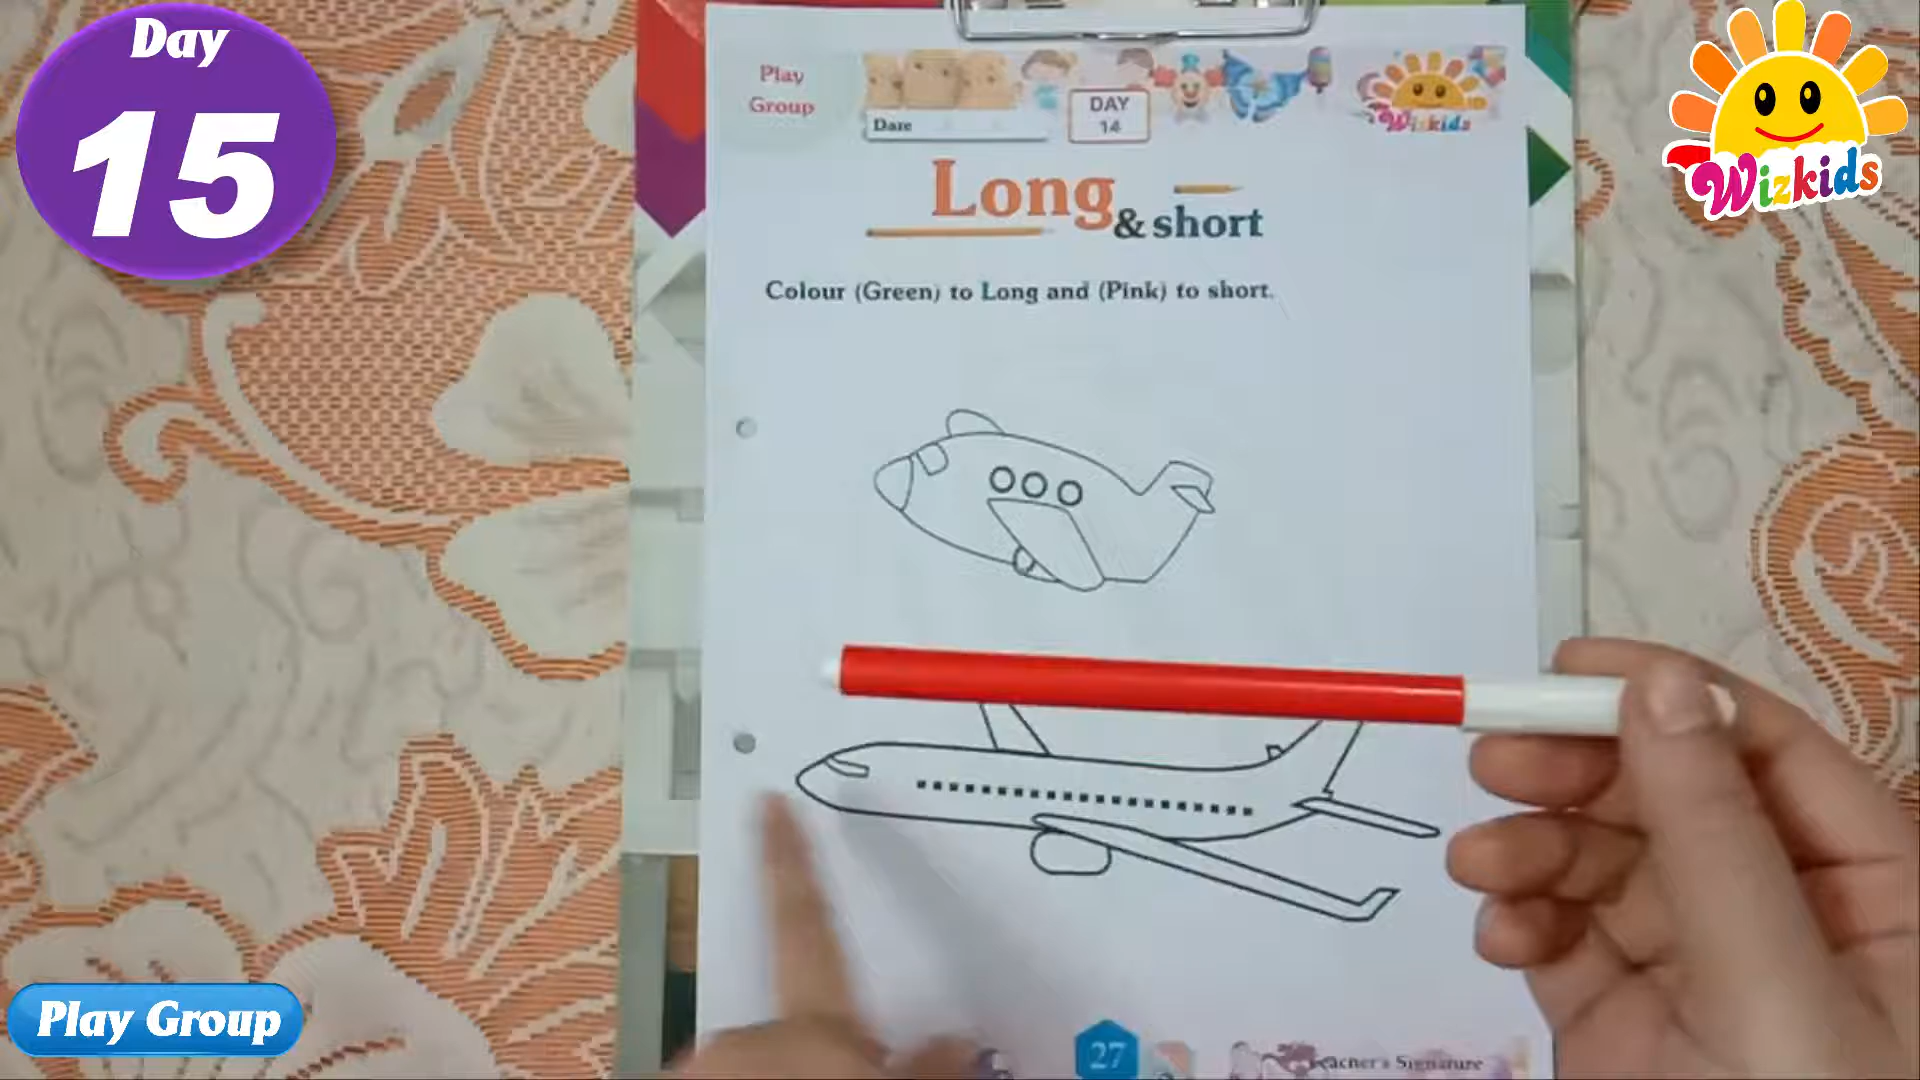 Day
15
Play
Group
Date
DAY
14
Wizkids
Wizkids
Long
& short
Colour (Green) to Long and (Pink) to short.
Play Group
27
Teacher's Signature